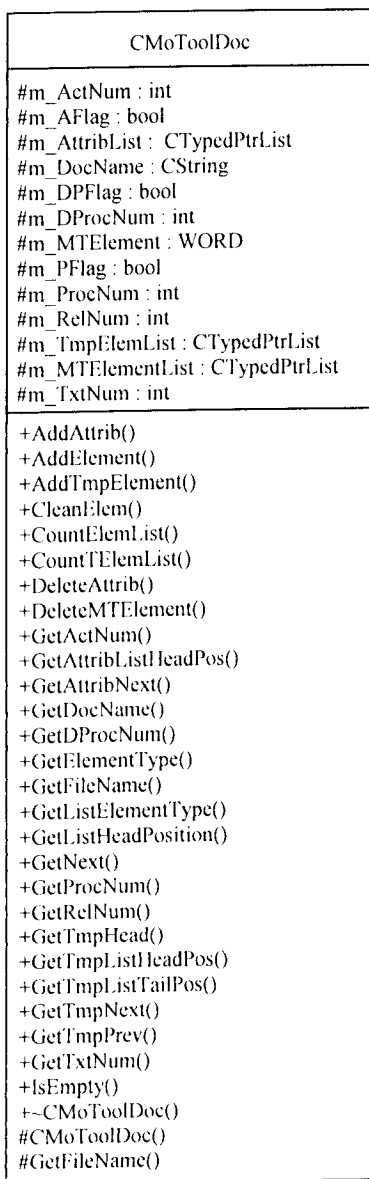 CMoToolDoc
#m_ActNum : int
#m_AFlag : bool
#m_AttribList : CTypedPtrList
#m_DocName : CString
#m_DPFlag : bool
#m_DProcNum : int
#m_MTElement : WORD
#m_PFlag : bool
#m_ProcNum : int
#m_RelNum : int
#m_TmpElemList : CTypedPtrList
#m_MTElementList : CTypedPtrList
#m_TxtNum : int
+AddAttrib()
+AddElement()
+AddTmpElement()
+CleanElem()
+CountElemList()
+CountTElemList()
+DeleteAttrib()
+DeleteMTElement()
+GetActNum()
+GetAttribListHeadPos()
+GetAttribNext()
+GetDocName()
+GetDProcNum()
+GetElementType()
+GetFileName()
+GetListElementType()
+GetListHeadPosition()
+GetNext()
+GetProcNum()
+GetRelNum()
+GetTmpHead()
+GetTmpListHeadPos()
+GetTmpListTailPos()
+GetTmpNext()
+GetTmpPrev()
+GetTxtNum()
+IsEmpty()
+~CMoToolDoc()
#CMoToolDoc()
#GetFileName()